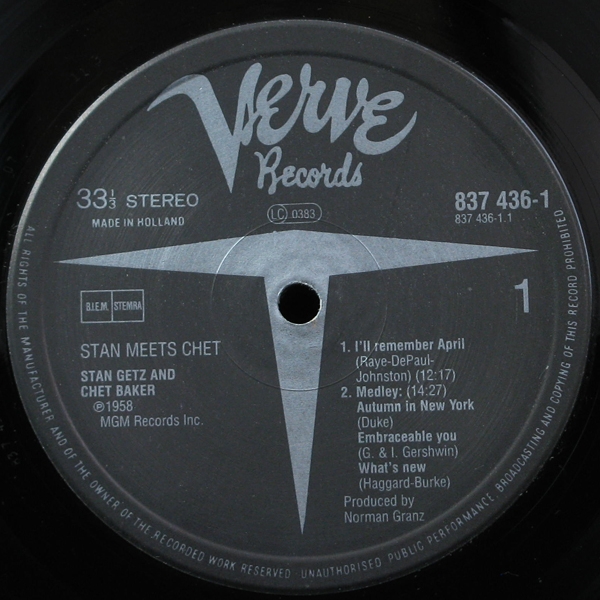 Verve
Records
33⅓ STEREO
MADE IN HOLLAND
LC 0383
837 436-1
837 436-1.1
1
B.I.E.M. STEMRA
STAN MEETS CHET
STAN GETZ AND
CHET BAKER
℗1958
MGM Records Inc.
1. I'll remember April
(Raye-DePaul-
Johnston) (12:17)
2. Medley: (14:27)
Autumn in New York
(Duke)
Embraceable you
(G. & I. Gershwin)
What's new
(Haggard-Burke)
Produced by
Norman Granz
ALL RIGHTS OF THE MANUFACTURER AND OF THE OWNER OF THE RECORDED WORK RESERVED. UNAUTHORISED PUBLIC PERFORMANCE, BROADCASTING AND COPYING OF THIS RECORD PROHIBITED